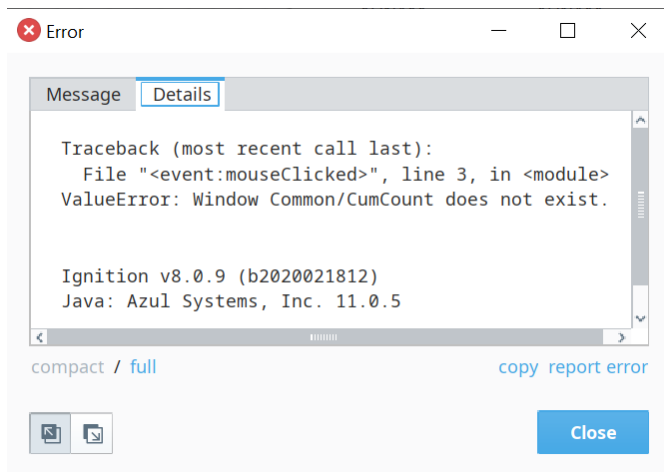 Error
Message Details
Traceback (most recent call last):
File "<event:mouseClicked>", line 3, in <module>
ValueError: Window Common/CumCount does not exist.
Ignition v8.0.9 (b2020021812)
Java: Azul Systems, Inc. 11.0.5
compact / full copy report error
Close